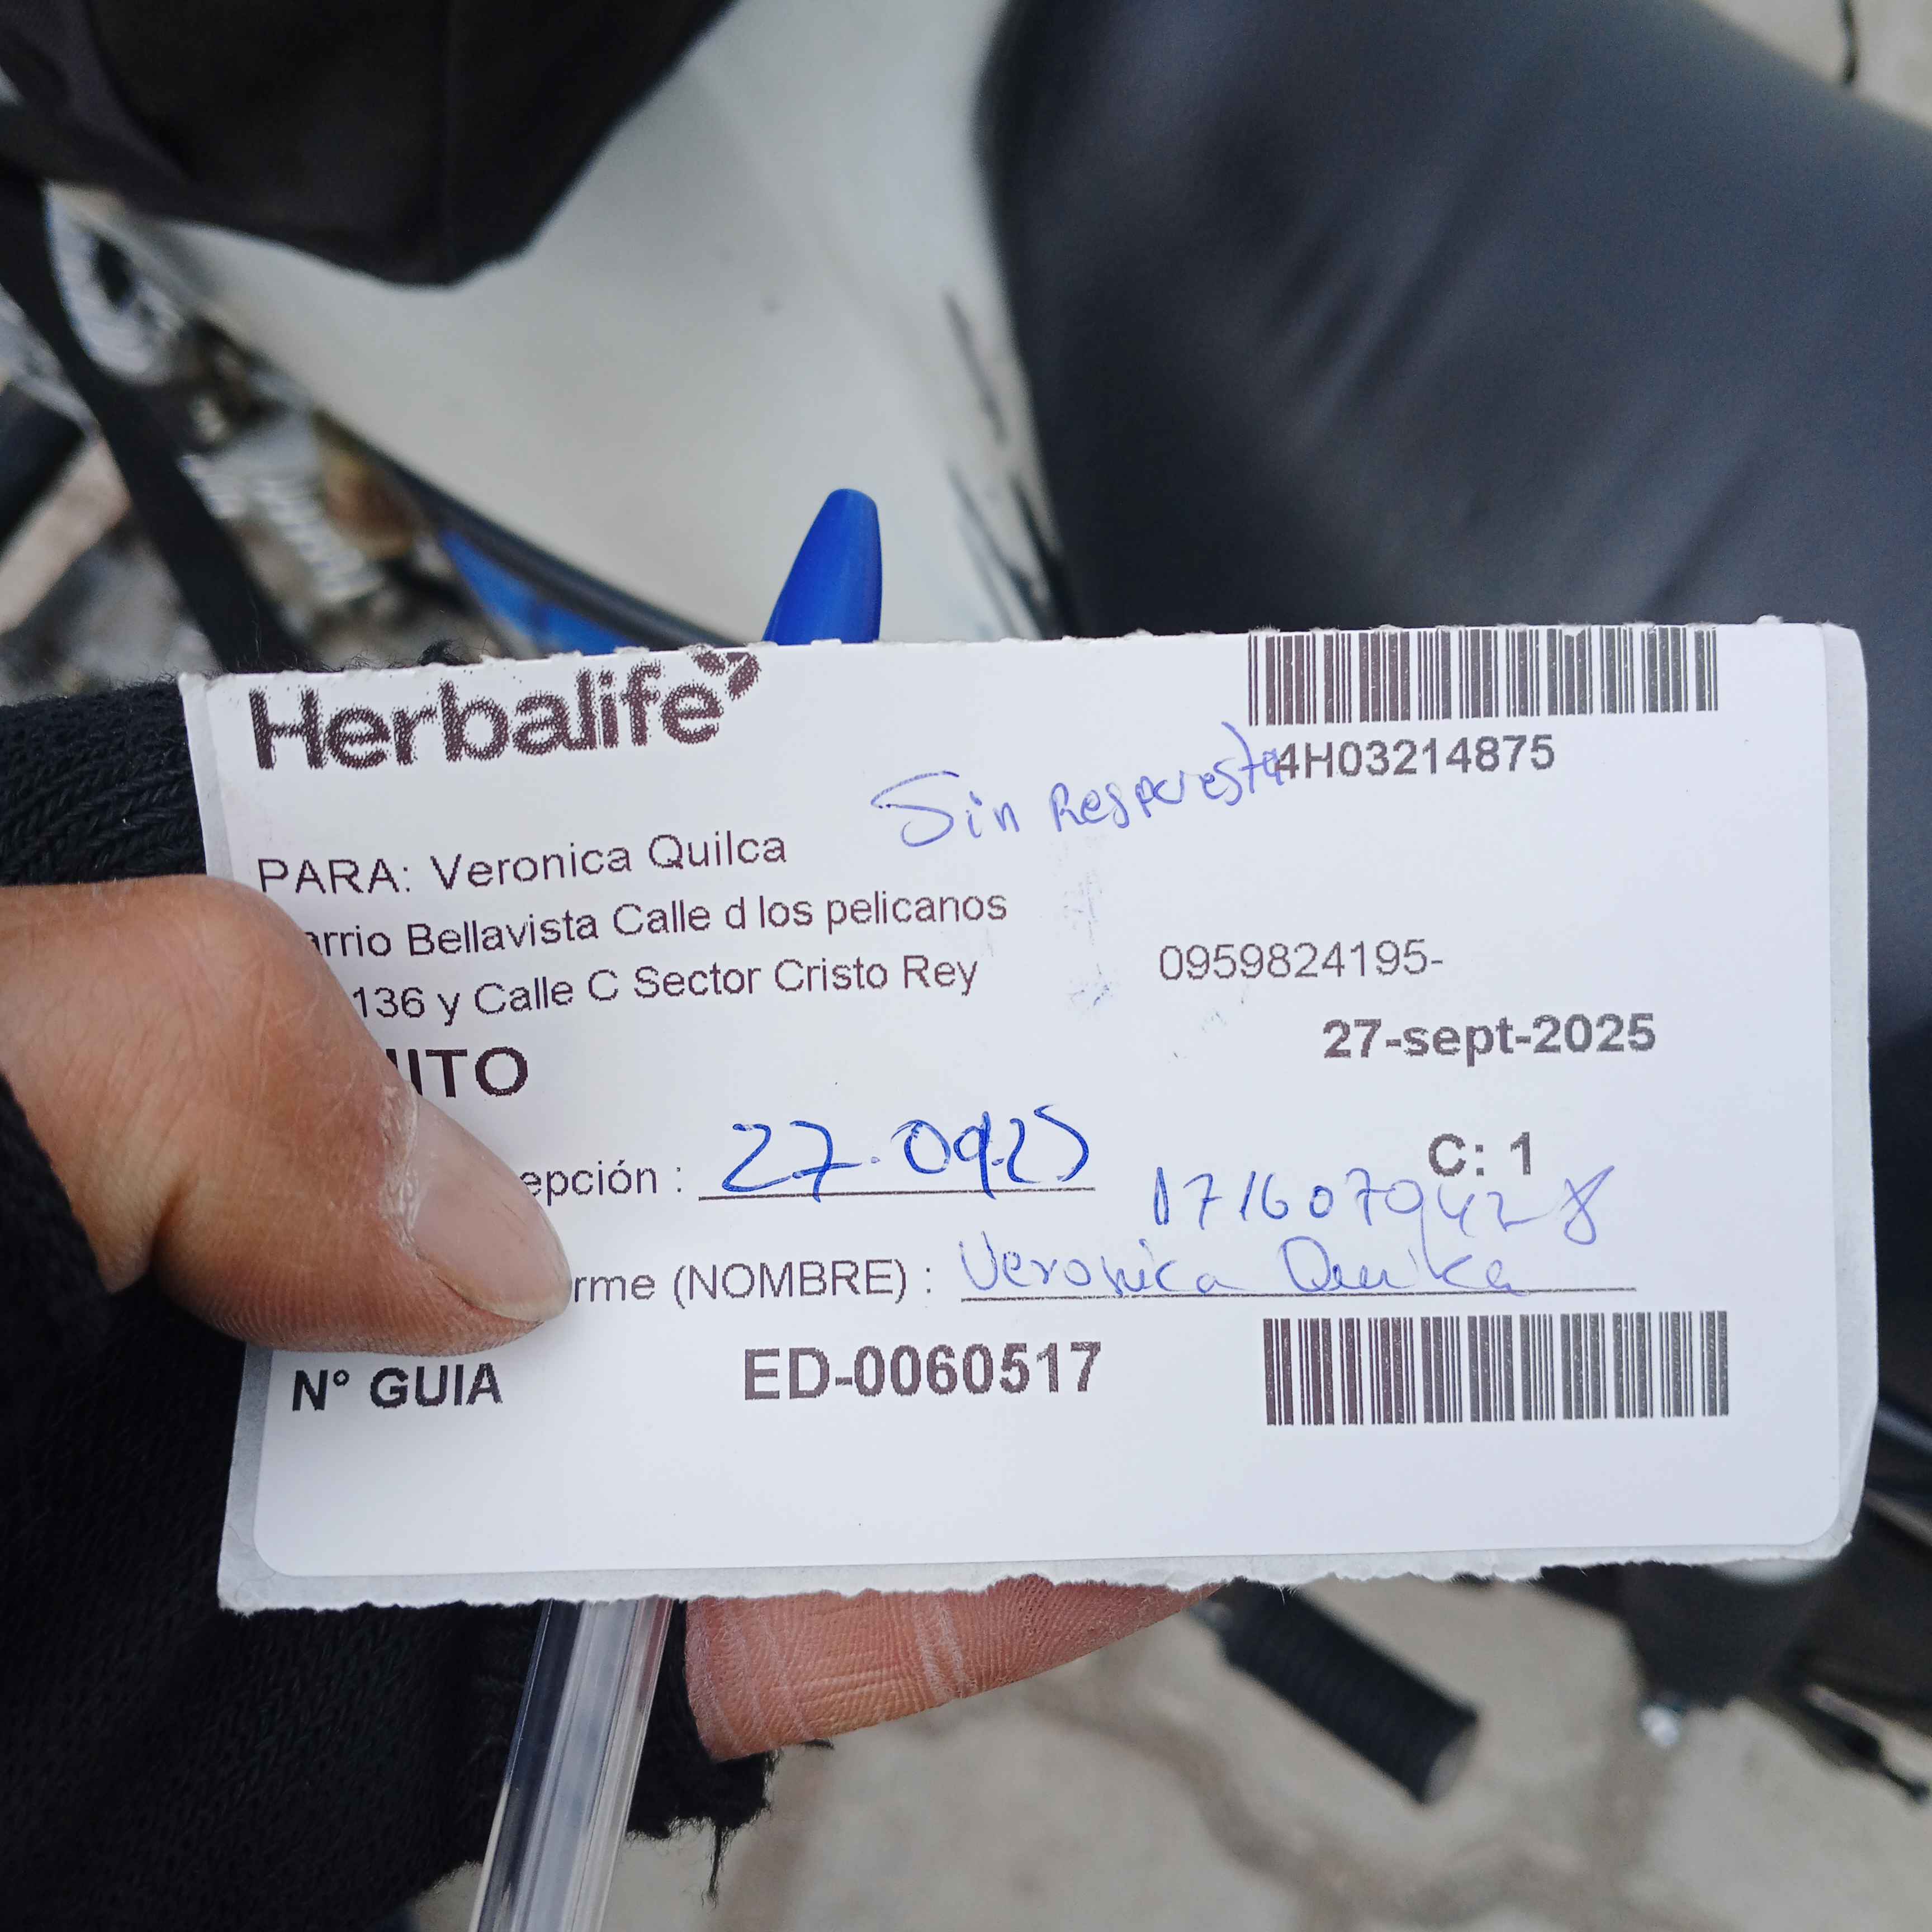 Herbalife
4H03214875
Sin Respuesta
PARA: Veronica Quilca
arrio Bellavista Calle d los pelicanos
136 y Calle C Sector Cristo Rey
0959824195-
ITO
27-sept-2025
epción : 27.09.25
C: 1
1716079428
rme (NOMBRE) : Veronica Quilca
N° GUIA ED-0060517